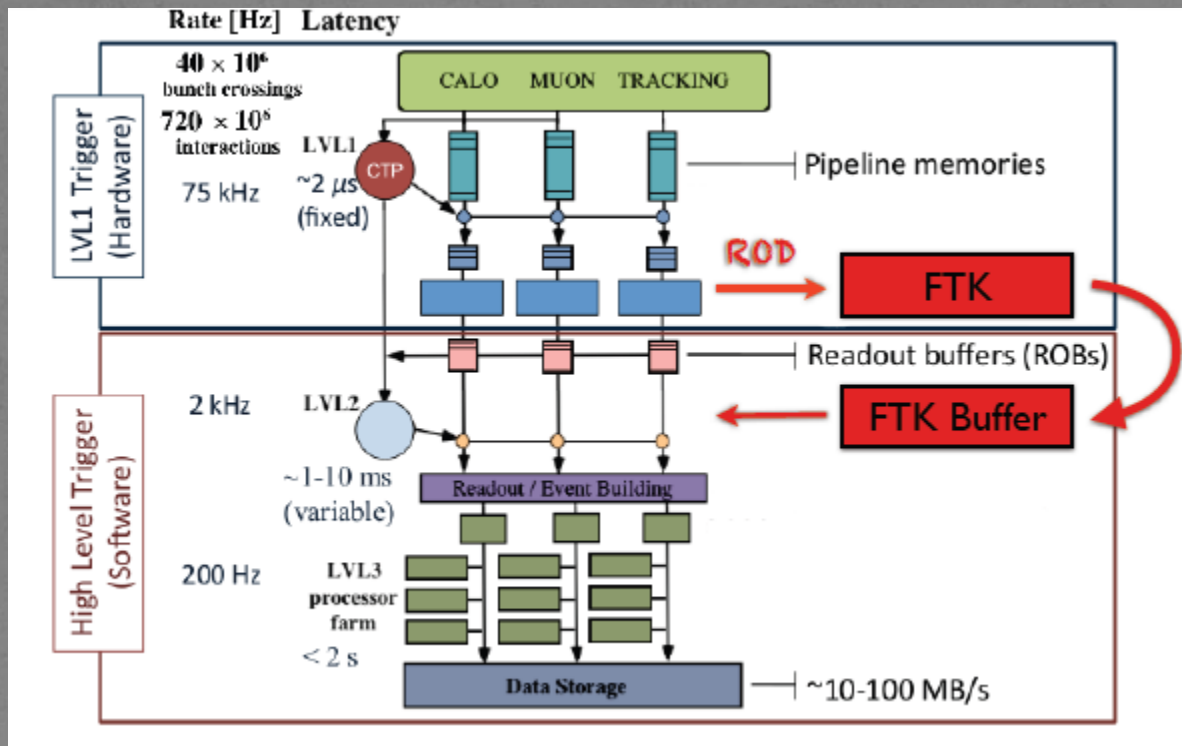 Rate [Hz] Latency
40 × 10⁶
bunch crossings
720 × 10⁶
interactions
75 kHz
LVL1 Trigger
(Hardware)
CALO MUON TRACKING
LVL1
CTP
~2 μs
(fixed)
Pipeline memories
ROD
FTK
High Level Trigger
(Software)
Readout buffers (ROBs)
2 kHz
LVL2
FTK Buffer
~1-10 ms
(variable)
Readout / Event Building
200 Hz
LVL3
processor
farm
< 2 s
Data Storage
~10-100 MB/s